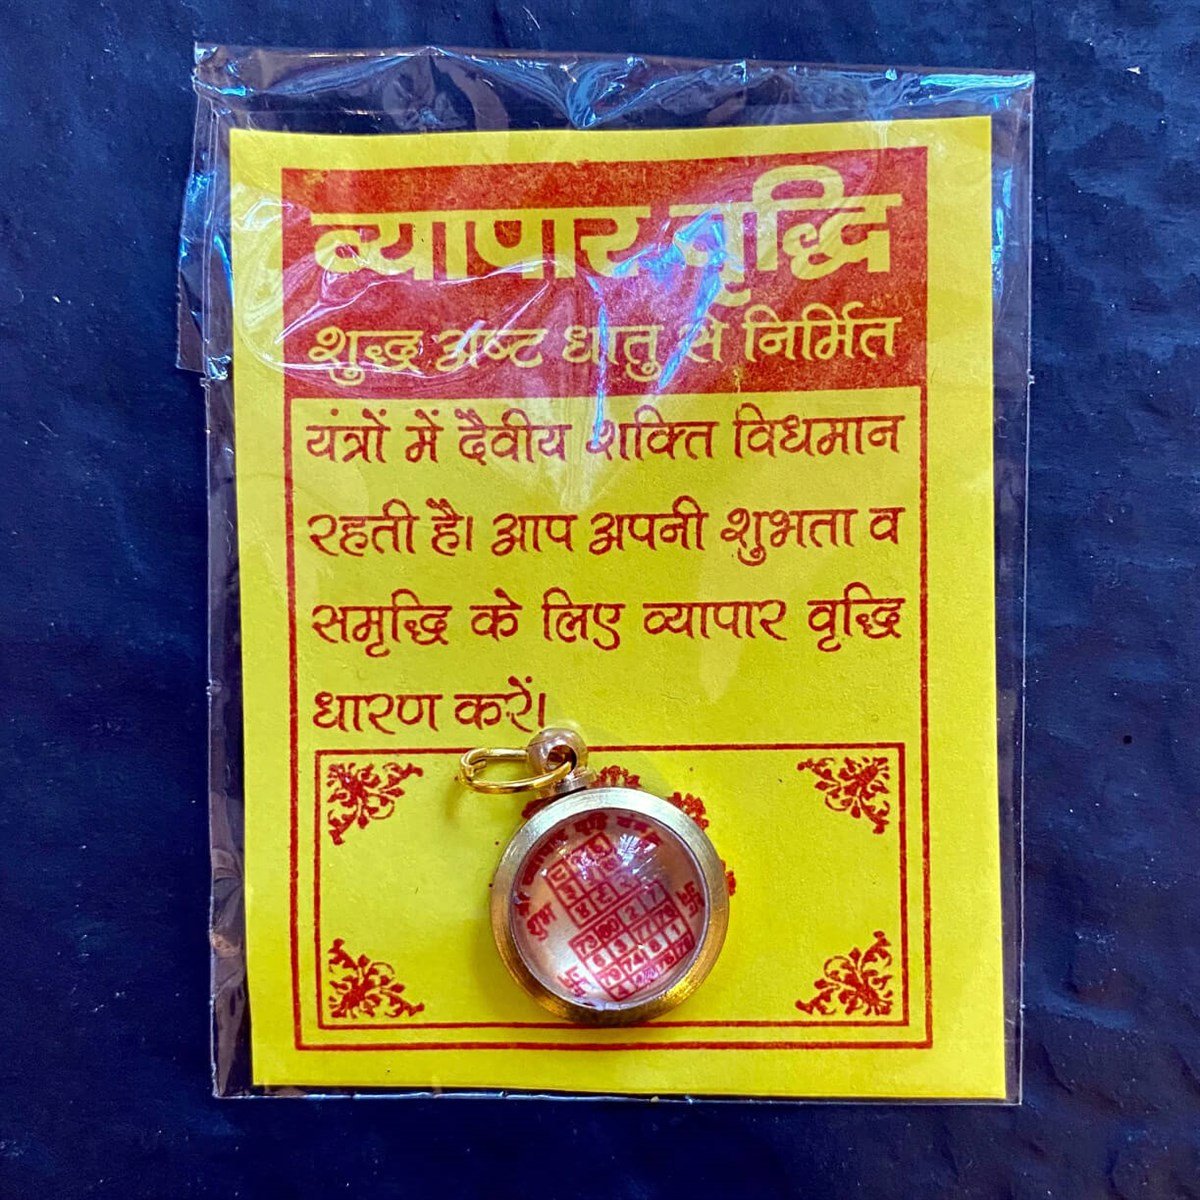 व्यापार वृद्धि
शुद्ध अष्ट धातु से निर्मित
यंत्रों में दैवीय शक्ति विधमान
रहती है। आप अपनी शुभता व
समृद्धि के लिए व्यापार वृद्धि
धारण करें।
शुभ